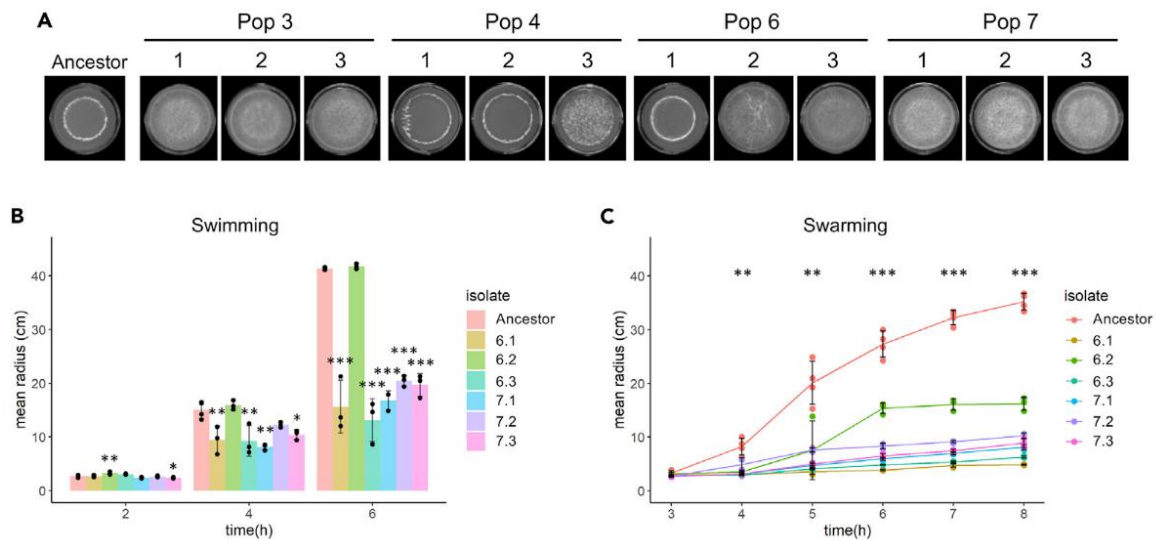 A
Pop 3 Pop 4 Pop 6 Pop 7
Ancestor 1 2 3 1 2 3 1 2 3 1 2 3
B
Swimming
mean radius (cm)
40
30
20
10
0
** * ** ** ** * *** *** *** *** ***
2 4 6
time(h)
isolate
Ancestor
6.1
6.2
6.3
7.1
7.2
7.3
C
Swarming
mean radius (cm)
40
30
20
10
0
** ** *** *** ***
3 4 5 6 7 8
time(h)
isolate
Ancestor
6.1
6.2
6.3
7.1
7.2
7.3